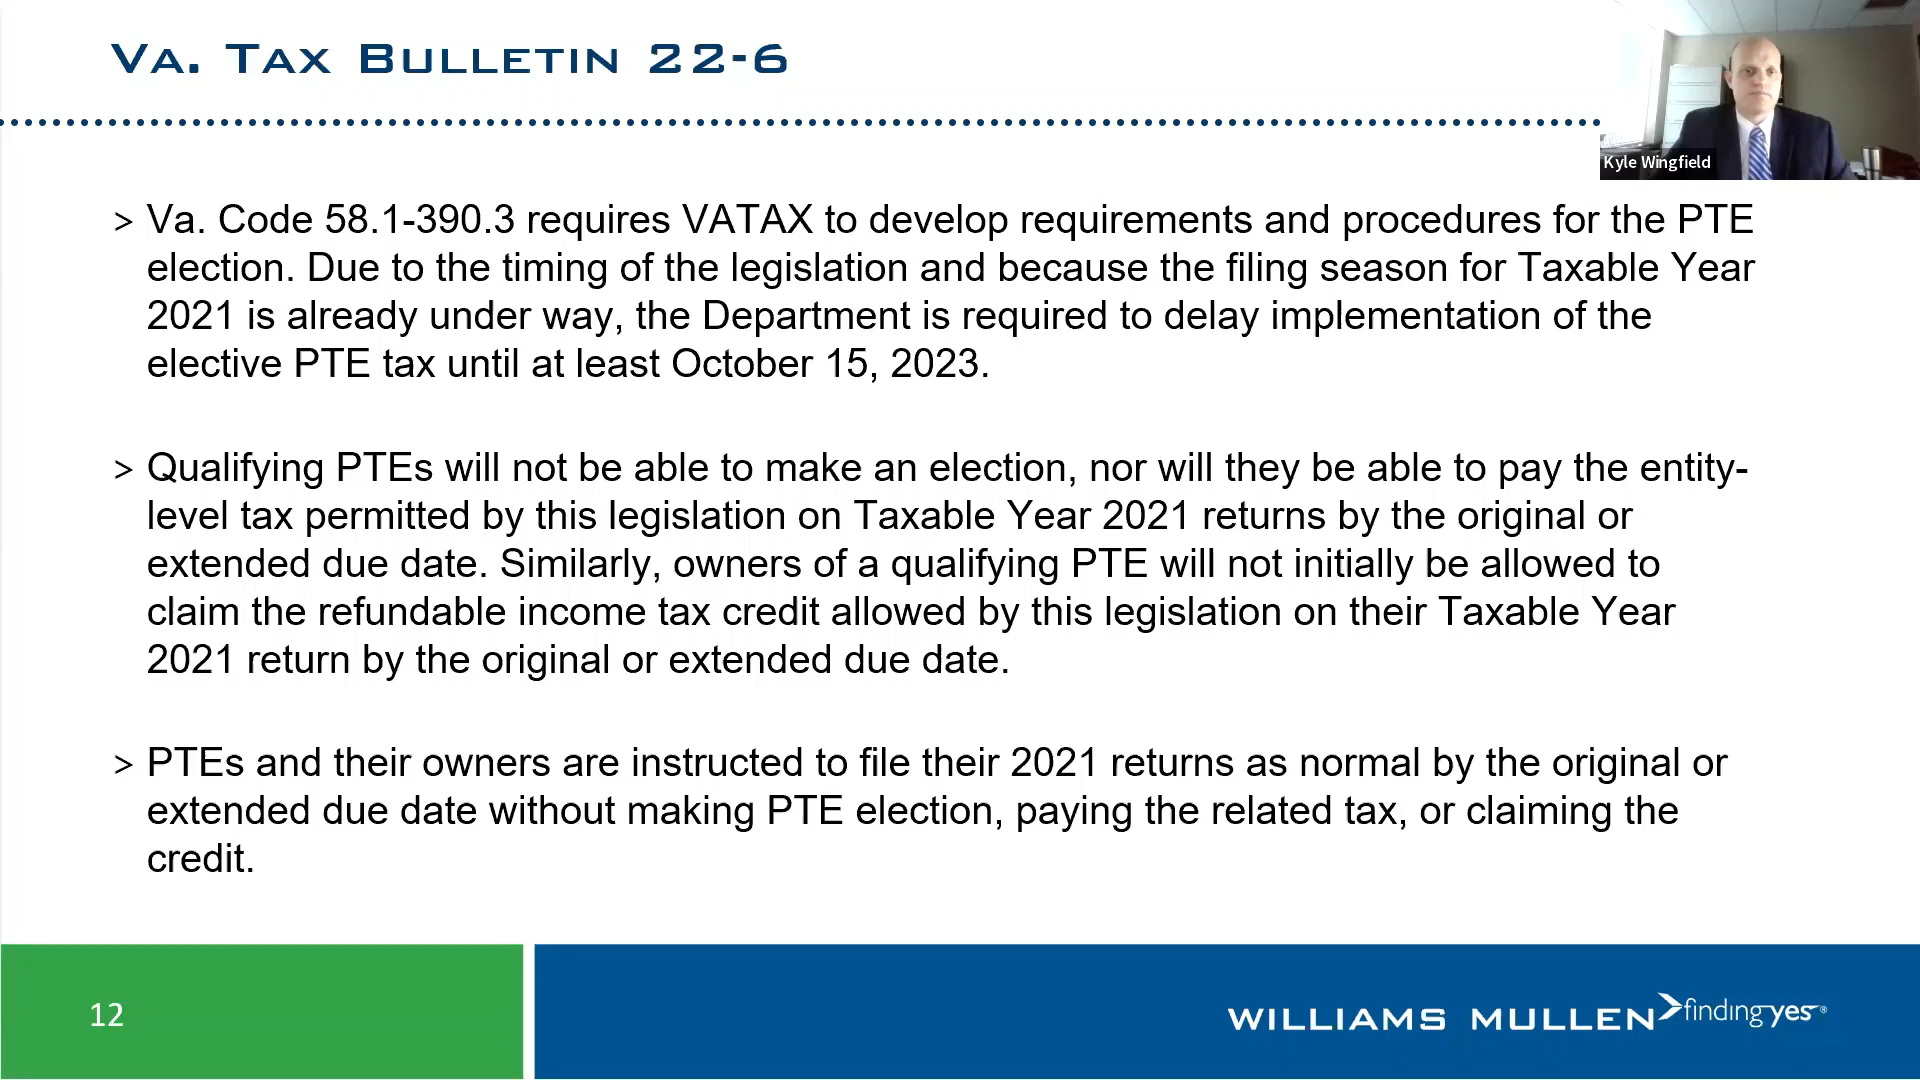 VA. TAX BULLETIN 22-6
Kyle Wingfield
> Va. Code 58.1-390.3 requires VATAX to develop requirements and procedures for the PTE
election. Due to the timing of the legislation and because the filing season for Taxable Year
2021 is already under way, the Department is required to delay implementation of the
elective PTE tax until at least October 15, 2023.
> Qualifying PTEs will not be able to make an election, nor will they be able to pay the entity-
level tax permitted by this legislation on Taxable Year 2021 returns by the original or
extended due date. Similarly, owners of a qualifying PTE will not initially be allowed to
claim the refundable income tax credit allowed by this legislation on their Taxable Year
2021 return by the original or extended due date.
> PTEs and their owners are instructed to file their 2021 returns as normal by the original or
extended due date without making PTE election, paying the related tax, or claiming the
credit.
12
WILLIAMS MULLEN finding yes®